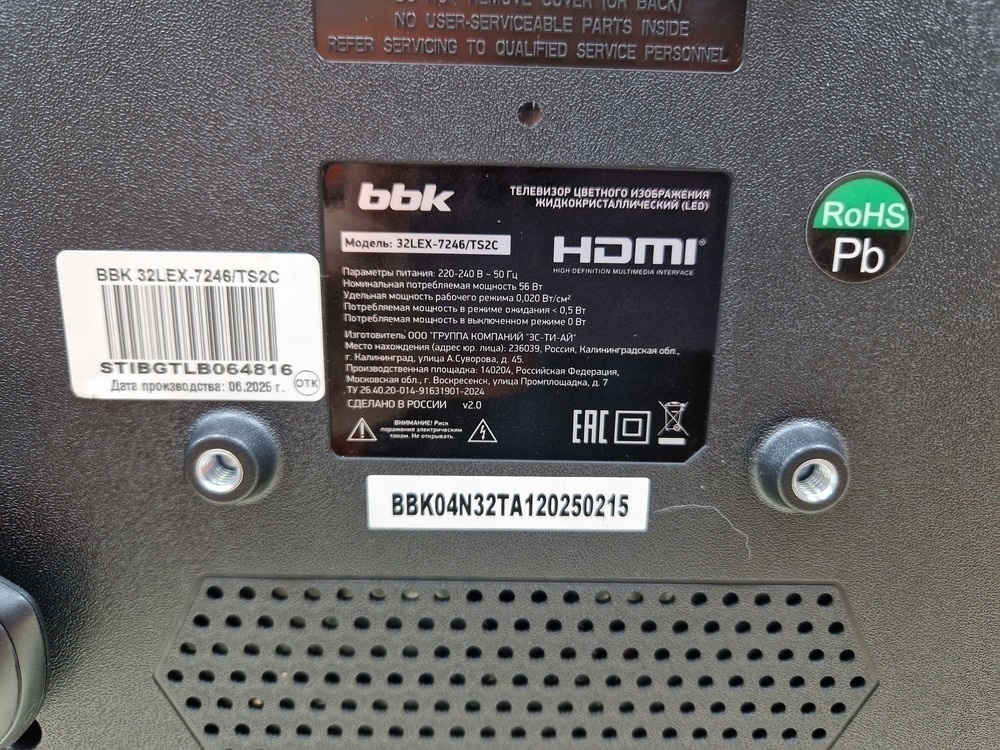 DO NOT REMOVE COVER (OR BACK)
NO USER-SERVICEABLE PARTS INSIDE
REFER SERVICING TO QUALIFIED SERVICE PERSONNEL
bbk
ТЕЛЕВИЗОР ЦВЕТНОГО ИЗОБРАЖЕНИЯ
ЖИДКОКРИСТАЛЛИЧЕСКИЙ (LED)
Модель: 32LEX-7246/TS2C
HDMI®
HIGH-DEFINITION MULTIMEDIA INTERFACE
Параметры питания: 220-240 В ~ 50 Гц
Номинальная потребляемая мощность 56 Вт
Удельная мощность рабочего режима 0,020 Вт/см²
Потребляемая мощность в режиме ожидания < 0,5 Вт
Потребляемая мощность в выключенном режиме 0 Вт
Изготовитель ООО "ГРУППА КОМПАНИЙ "ЭС-ТИ-АЙ"
Место нахождения (адрес юр. лица): 236039, Россия, Калининградская обл.,
г. Калининград, улица А.Суворова, д. 45.
Производственная площадка: 140204, Российская Федерация,
Московская обл., г. Воскресенск, улица Промплощадка, д. 7
ТУ 26.40.20-014-91631901-2024
СДЕЛАНО В РОССИИ v2.0
ВНИМАНИЕ! Риск
поражения электрическим
током. Не открывать.
EAC
RoHS
Pb
BBK 32LEX-7246/TS2C
STIBGTLB064816
Дата производства: 06.2025 г.
ОТК
BBK04N32TA120250215